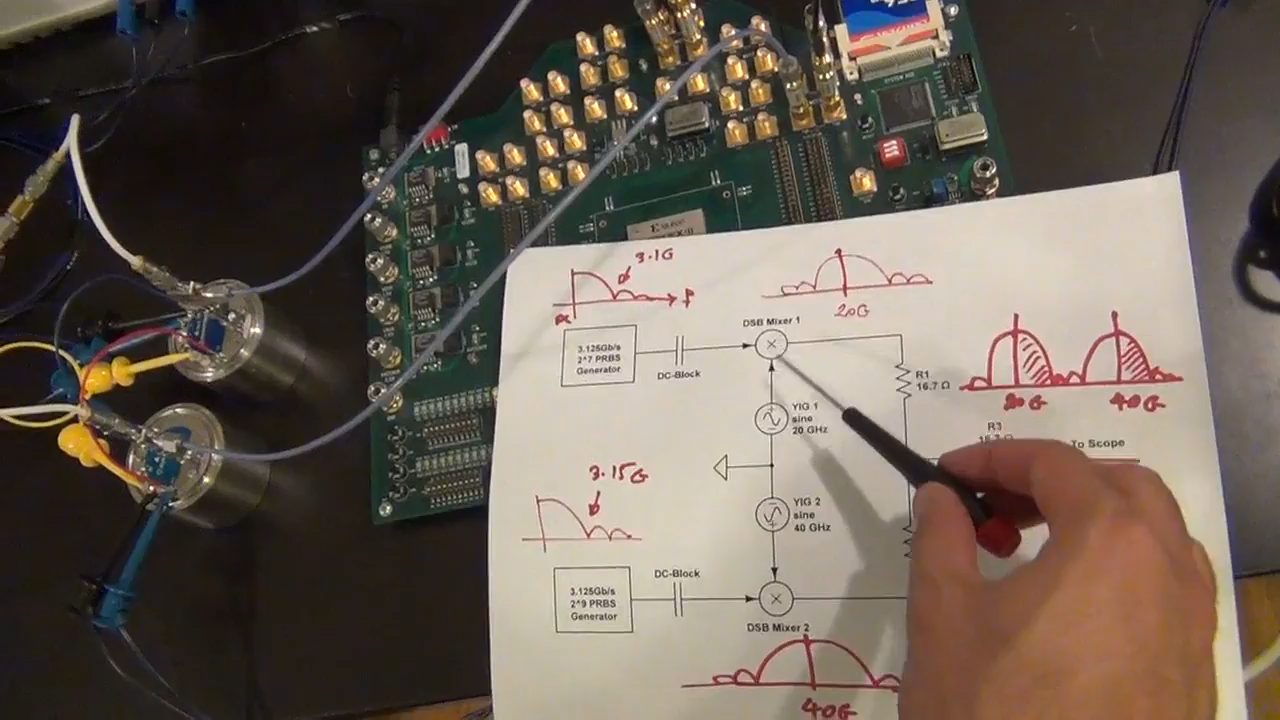 XILINX
3.1G
DC
f
20G
DSB Mixer 1
3.125Gb/s
2^7 PRBS
Generator
DC-Block
R1
16.7 Ω
YIG 1
sine
20 GHz
20G
40G
R3
To Scope
3.15G
YIG 2
sine
40 GHz
3.125Gb/s
2^9 PRBS
Generator
DC-Block
DSB Mixer 2
40G